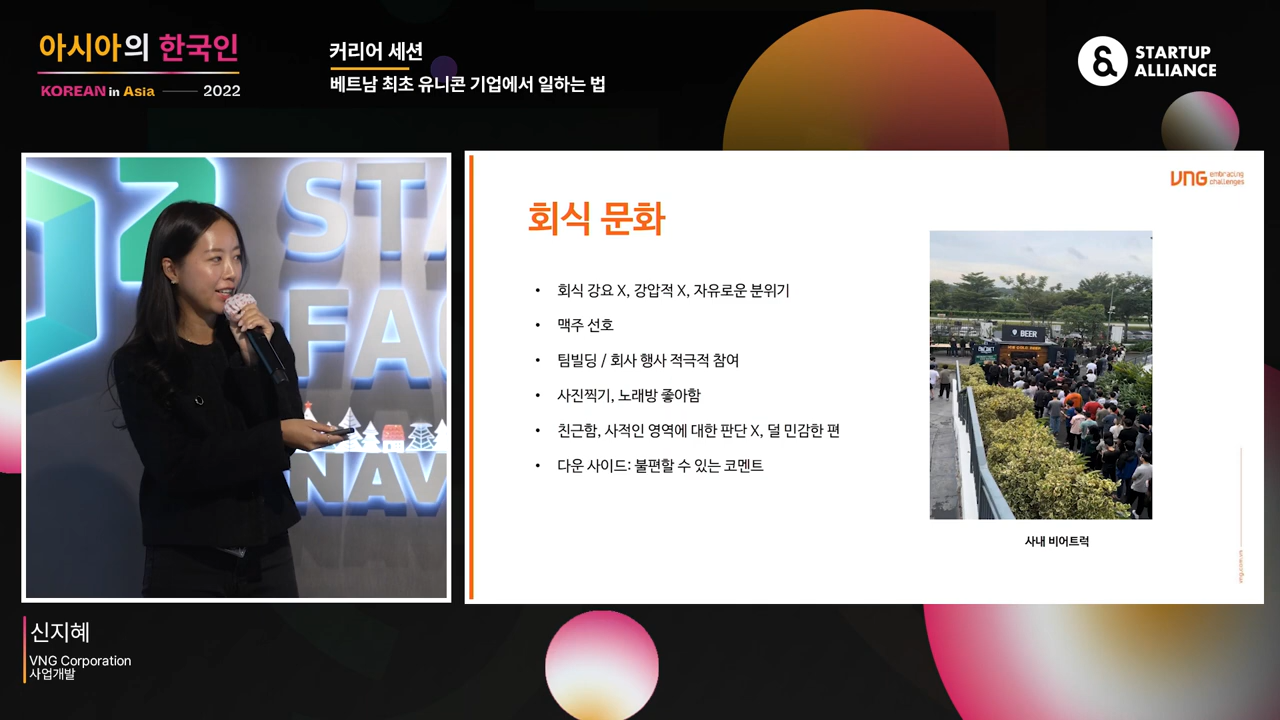 아시아의 한국인
KOREAN in Asia 2022
커리어 세션
베트남 최초 유니콘 기업에서 일하는 법
STARTUP
ALLIANCE
STA
FA
NAV
VNG embracing
challenges
회식 문화
• 회식 강요 X, 강압적 X, 자유로운 분위기
• 맥주 선호
• 팀빌딩 / 회사 행사 적극적 참여
• 사진찍기, 노래방 좋아함
• 친근함, 사적인 영역에 대한 판단 X, 덜 민감한 편
• 다운 사이드: 불편할 수 있는 코멘트
BEER
사내 비어트럭
신지혜
VNG Corporation
사업개발